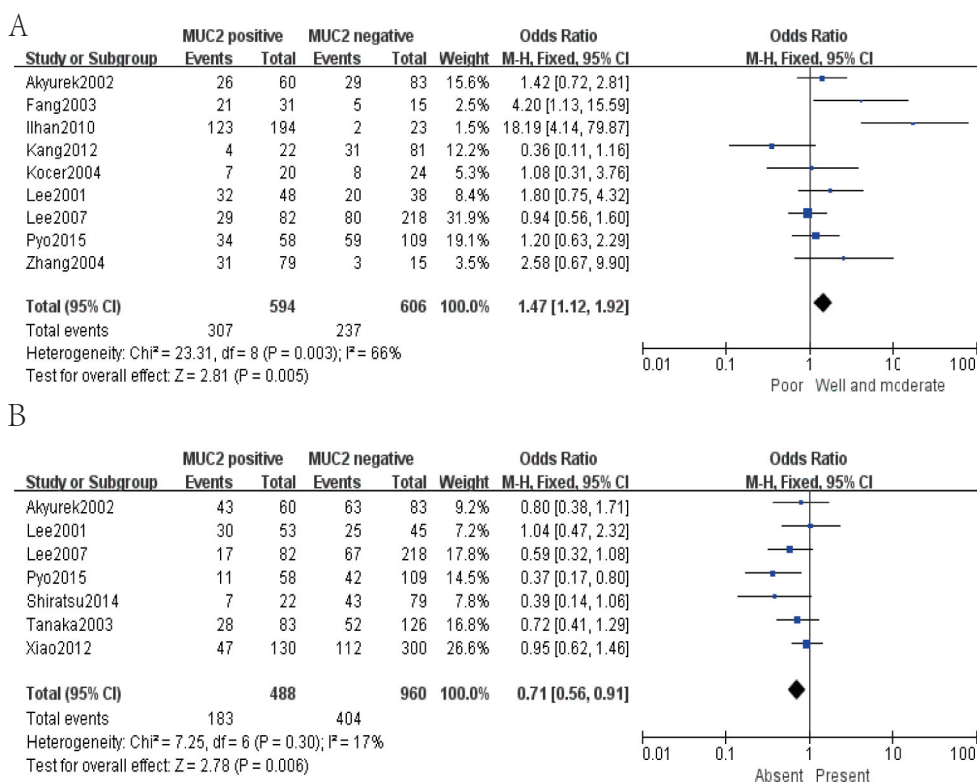 A
MUC2 positive MUC2 negative Odds Ratio Odds Ratio
Study or Subgroup Events Total Events Total Weight M-H, Fixed, 95% CI M-H, Fixed, 95% CI
Akyurek2002 26 60 29 83 15.6% 1.42 [0.72, 2.81]
Fang2003 21 31 5 15 2.5% 4.20 [1.13, 15.59]
Ilhan2010 123 194 2 23 1.5% 18.19 [4.14, 79.87]
Kang2012 4 22 31 81 12.2% 0.36 [0.11, 1.16]
Kocer2004 7 20 8 24 5.3% 1.08 [0.31, 3.76]
Lee2001 32 48 20 38 8.4% 1.80 [0.75, 4.32]
Lee2007 29 82 80 218 31.9% 0.94 [0.56, 1.60]
Pyo2015 34 58 59 109 19.1% 1.20 [0.63, 2.29]
Zhang2004 31 79 3 15 3.5% 2.58 [0.67, 9.90]
Total (95% CI) 594 606 100.0% 1.47 [1.12, 1.92]
Total events 307 237
Heterogeneity: Chi² = 23.31, df = 8 (P = 0.003); I² = 66%
Test for overall effect: Z = 2.81 (P = 0.005)
0.01 0.1 1 10 100
Poor Well and moderate
B
MUC2 positive MUC2 negative Odds Ratio Odds Ratio
Study or Subgroup Events Total Events Total Weight M-H, Fixed, 95% CI M-H, Fixed, 95% CI
Akyurek2002 43 60 63 83 9.2% 0.80 [0.38, 1.71]
Lee2001 30 53 25 45 7.2% 1.04 [0.47, 2.32]
Lee2007 17 82 67 218 17.8% 0.59 [0.32, 1.08]
Pyo2015 11 58 42 109 14.5% 0.37 [0.17, 0.80]
Shiratsu2014 7 22 43 79 7.8% 0.39 [0.14, 1.06]
Tanaka2003 28 83 52 126 16.8% 0.72 [0.41, 1.29]
Xiao2012 47 130 112 300 26.6% 0.95 [0.62, 1.46]
Total (95% CI) 488 960 100.0% 0.71 [0.56, 0.91]
Total events 183 404
Heterogeneity: Chi² = 7.25, df = 6 (P = 0.30); I² = 17%
Test for overall effect: Z = 2.78 (P = 0.006)
0.01 0.1 1 10 100
Absent Present